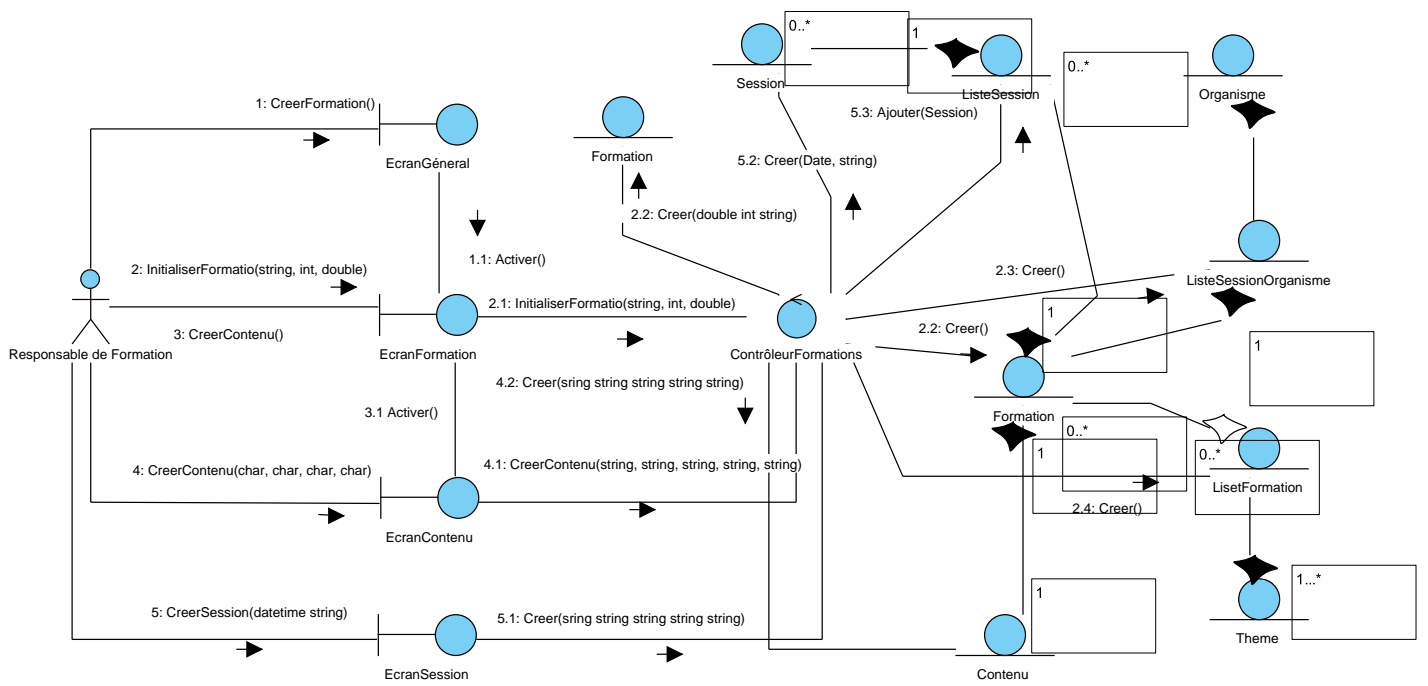 0..*
1
0..*
Session
ListeSession
Organisme
1: CreerFormation()
5.3: Ajouter(Session)
EcranGéneral
Formation
5.2: Creer(Date, string)
2.2: Creer(double int string)
1.1: Activer()
2: InitialiserFormatio(string, int, double)
2.3: Creer()
ListeSessionOrganisme
2.1: InitialiserFormatio(string, int, double)
1
3: CreerContenu()
2.2: Creer()
1
Responsable de Formation
EcranFormation
ContrôleurFormations
4.2: Creer(sring string string string string)
3.1 Activer()
Formation
0..*
1
0..*
4: CreerContenu(char, char, char, char)
4.1: CreerContenu(string, string, string, string, string)
LisetFormation
2.4: Creer()
EcranContenu
1...*
1
5: CreerSession(datetime string)
5.1: Creer(sring string string string string)
Theme
EcranSession
Contenu